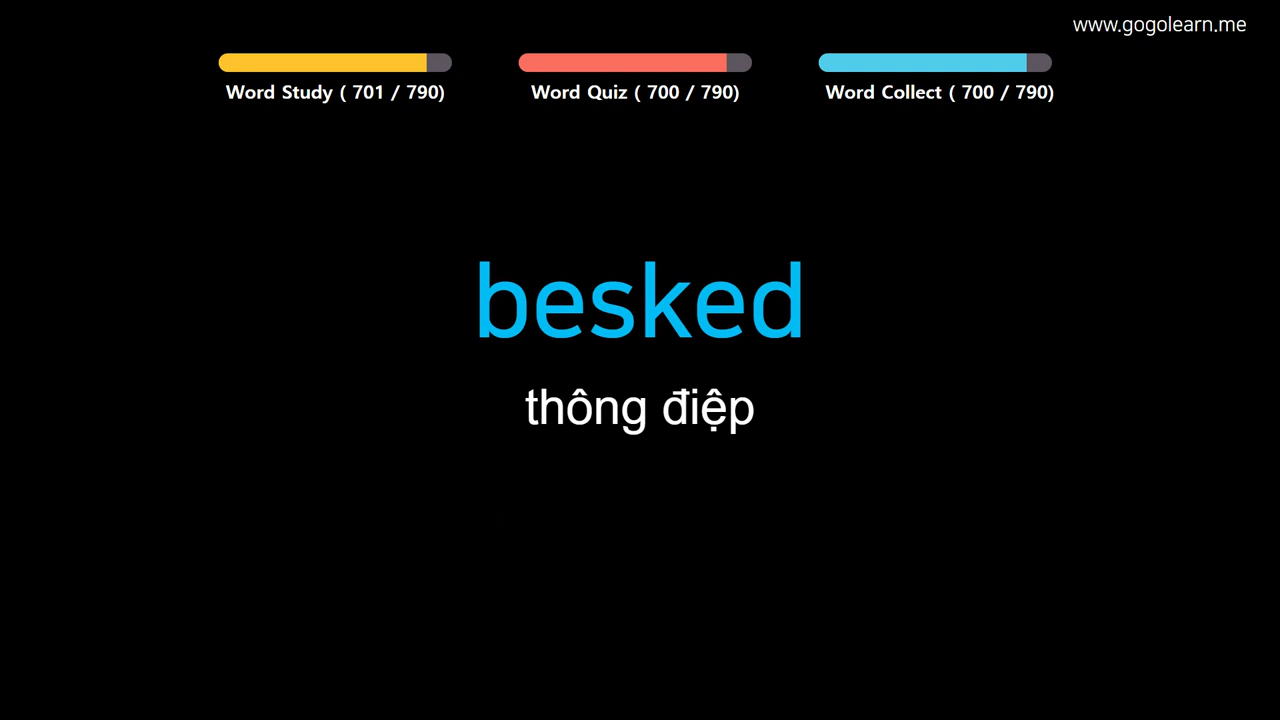 www.gogolearn.me
Word Study ( 701 / 790)
Word Quiz ( 700 / 790)
Word Collect ( 700 / 790)
besked
thông điệp